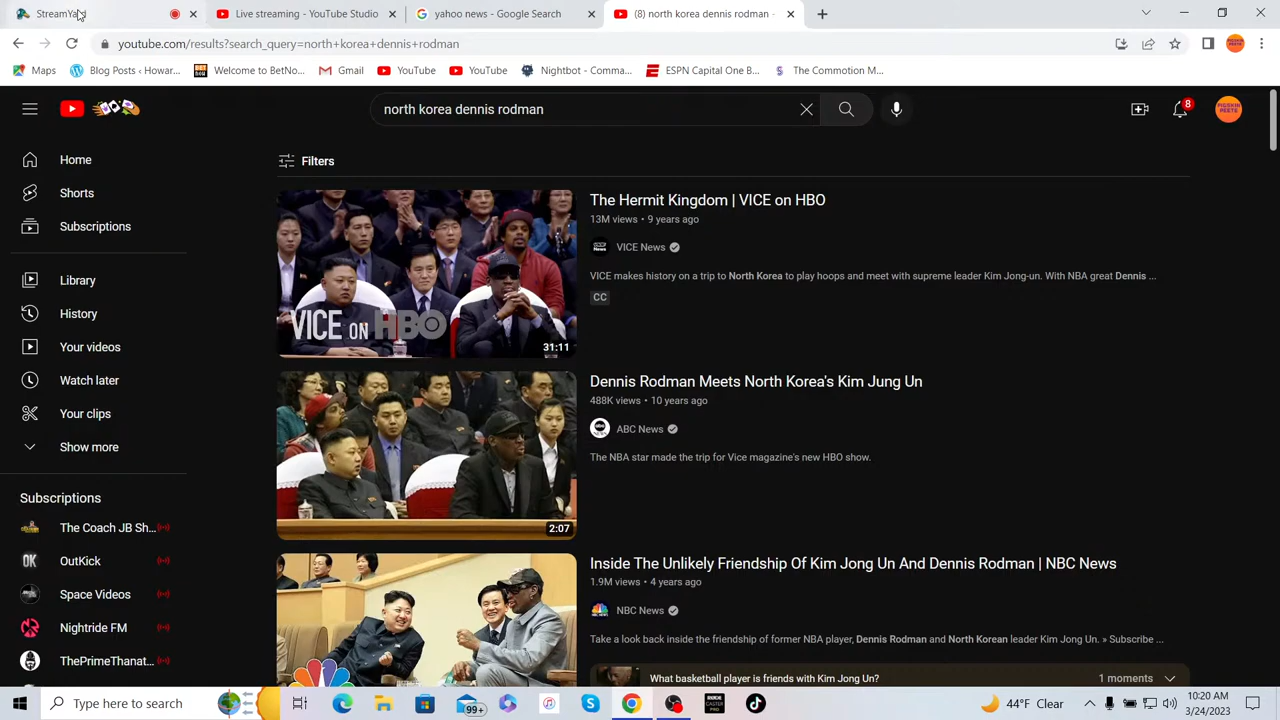 StreamYard
Live streaming - YouTube Studio
yahoo news - Google Search
(8) north korea dennis rodman -
youtube.com/results?search_query=north+korea+dennis+rodman
Maps
Blog Posts ‹ Howar...
Welcome to BetNo...
Gmail
YouTube
YouTube
Nightbot - Comma...
ESPN Capital One B...
The Commotion M...
north korea dennis rodman
8
PIGSKIN PEETE
Home
Shorts
Subscriptions
Library
History
Your videos
Watch later
Your clips
Show more
Subscriptions
The Coach JB Sh...
OutKick
Space Videos
Nightride FM
ThePrimeThanat...
Filters
VICE ON HBO
31:11
The Hermit Kingdom | VICE on HBO
13M views • 9 years ago
VICE News
VICE makes history on a trip to North Korea to play hoops and meet with supreme leader Kim Jong-un. With NBA great Dennis ...
CC
2:07
Dennis Rodman Meets North Korea's Kim Jung Un
488K views • 10 years ago
ABC News
The NBA star made the trip for Vice magazine's new HBO show.
Inside The Unlikely Friendship Of Kim Jong Un And Dennis Rodman | NBC News
1.9M views • 4 years ago
NBC News
Take a look back inside the friendship of former NBA player, Dennis Rodman and North Korean leader Kim Jong Un. » Subscribe ...
What basketball player is friends with Kim Jong Un?
1 moments
Type here to search
99+
44°F Clear
10:20 AM
3/24/2023